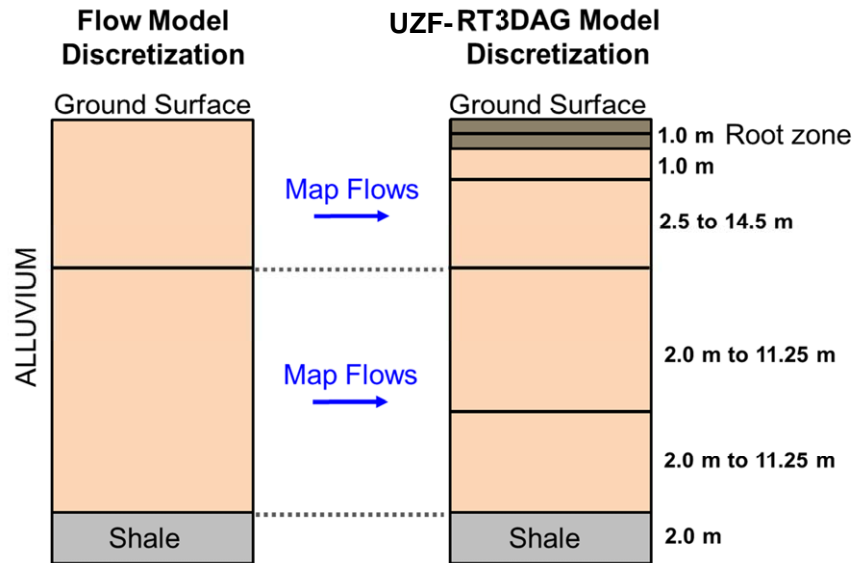 Flow Model
Discretization
UZF-RT3DAG Model
Discretization
Ground Surface
Ground Surface
1.0 m Root zone
1.0 m
Map Flows
2.5 to 14.5 m
ALLUVIUM
Map Flows
2.0 m to 11.25 m
2.0 m to 11.25 m
Shale
Shale
2.0 m